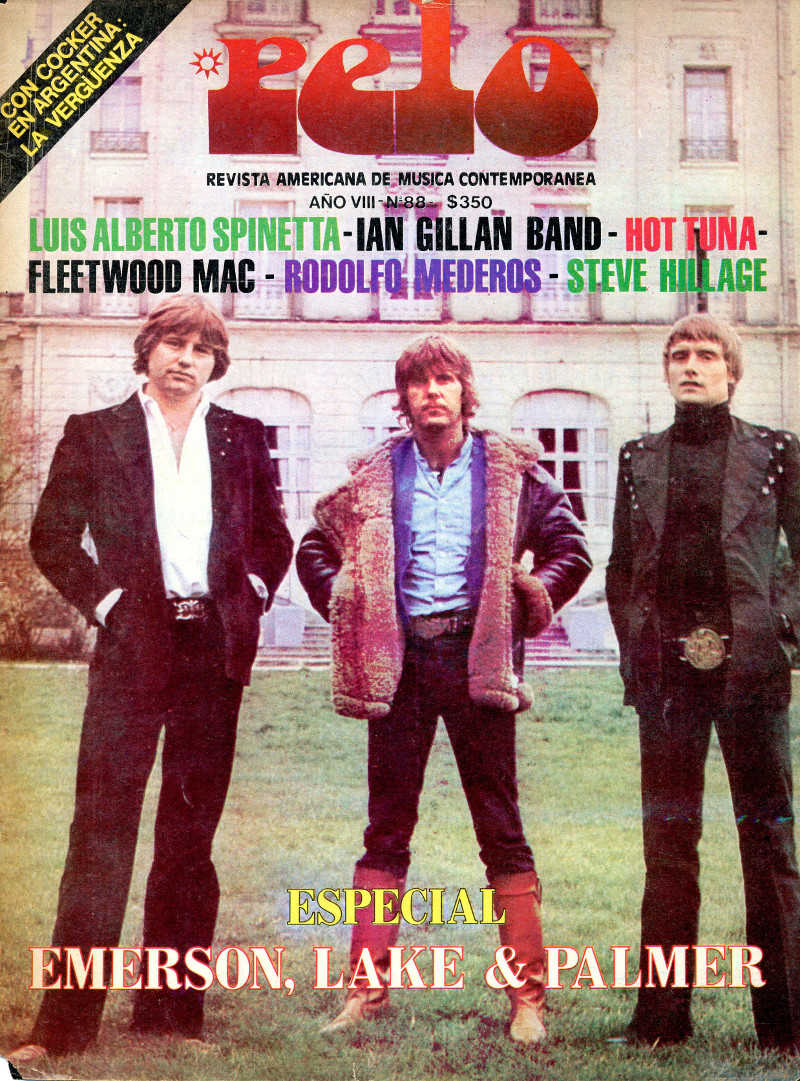 CON COCKER
EN ARGENTINA:
LA VERGÜENZA
pelo
REVISTA AMERICANA DE MUSICA CONTEMPORANEA
AÑO VIII - Nº 88 - $350
LUIS ALBERTO SPINETTA - IAN GILLAN BAND - HOT TUNA -
FLEETWOOD MAC - RODOLFO MEDEROS - STEVE HILLAGE
ESPECIAL
EMERSON, LAKE & PALMER